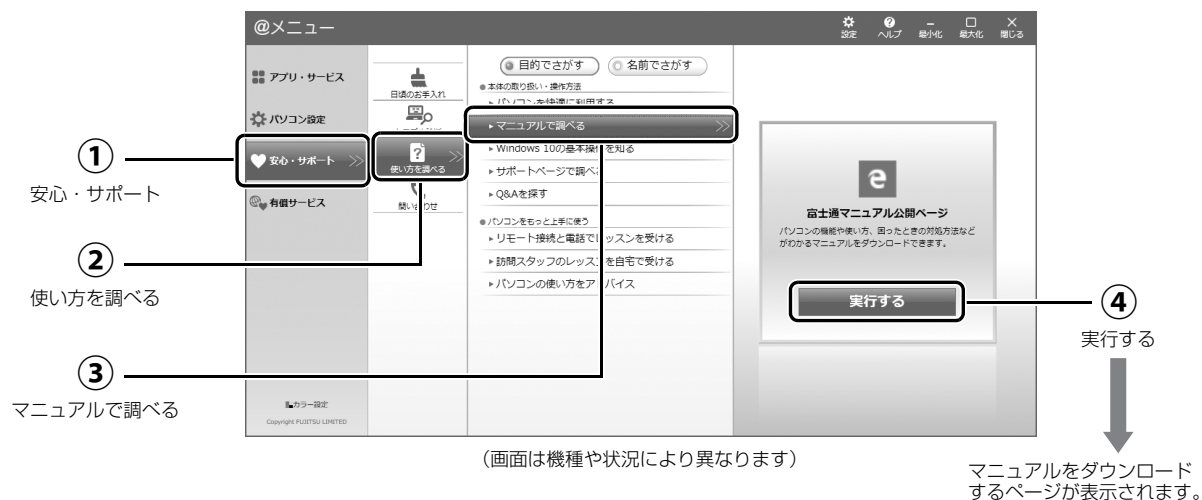 @メニュー
設定
ヘルプ
最小化
最大化
閉じる
アプリ・サービス
パソコン設定
安心・サポート
有償サービス
カラー設定
Copyright FUJITSU LIMITED
日頃のお手入れ
使い方を調べる
目的でさがす
名前でさがす
本体の取り扱い・操作方法
パソコンを快適に利用する
マニュアルで調べる
Windows 10の基本操作を知る
サポートページで調べ
Q&Aを探す
パソコンをもっと上手に使う
リモート接続と電話でレッスンを受ける
訪問スタッフのレッスンを自宅で受ける
パソコンの使い方をア バイス
富士通マニュアル公開ページ
パソコンの機能や使い方、困ったときの対処方法など
がわかるマニュアルをダウンロードできます。
実行する
①
安心・サポート
②
使い方を調べる
③
マニュアルで調べる
④
実行する
マニュアルをダウンロード
するページが表示されます。
（画面は機種や状況により異なります）